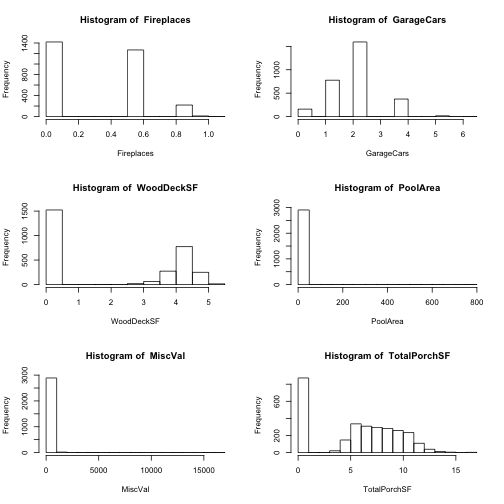 Histogram of Fireplaces
Frequency
0 400 800 1400
0.0 0.2 0.4 0.6 0.8 1.0
Fireplaces
Histogram of GarageCars
Frequency
0 500 1000
0 1 2 3 4 5 6
GarageCars
Histogram of WoodDeckSF
Frequency
0 500 1000 1500
0 1 2 3 4 5
WoodDeckSF
Histogram of PoolArea
Frequency
0 1000 2000 3000
0 200 400 600 800
PoolArea
Histogram of MiscVal
Frequency
0 1000 2000 3000
0 5000 10000 15000
MiscVal
Histogram of TotalPorchSF
Frequency
0 200 600
0 5 10 15
TotalPorchSF